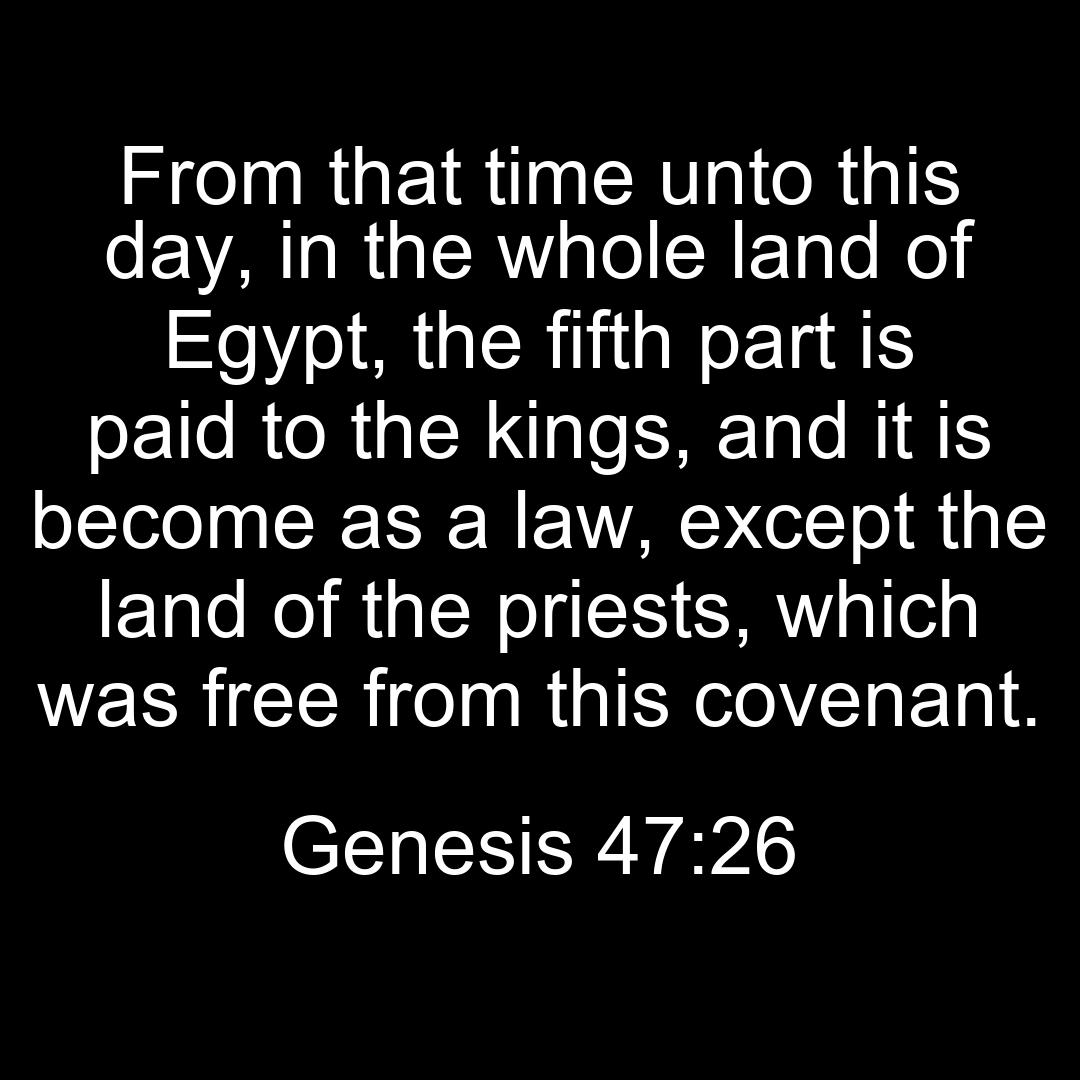 From that time unto this
day, in the whole land of
Egypt, the fifth part is
paid to the kings, and it is
become as a law, except the
land of the priests, which
was free from this covenant.
Genesis 47:26